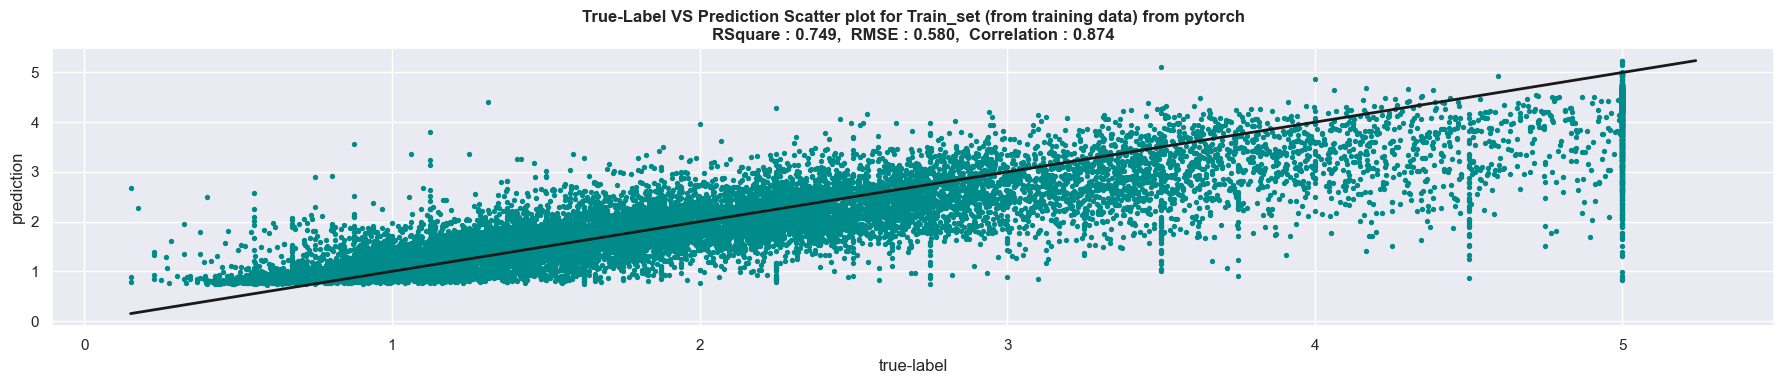 True-Label VS Prediction Scatter plot for Train_set (from training data) from pytorch
RSquare : 0.749,  RMSE : 0.580,  Correlation : 0.874
5
4
3
2
1
0
prediction
0 1 2 3 4 5
true-label